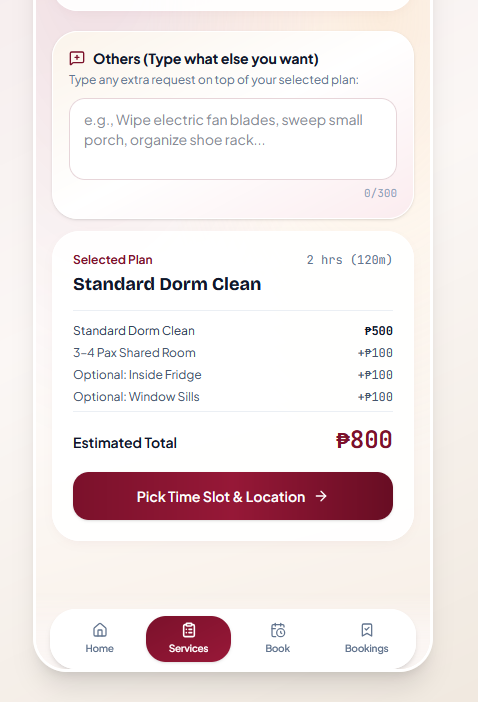 Others (Type what else you want)
Type any extra request on top of your selected plan:
e.g., Wipe electric fan blades, sweep small
porch, organize shoe rack...
0/300
Selected Plan
2 hrs (120m)
Standard Dorm Clean
Standard Dorm Clean
₱500
3–4 Pax Shared Room
+₱100
Optional: Inside Fridge
+₱100
Optional: Window Sills
+₱100
Estimated Total
₱800
Pick Time Slot & Location →
Home
Services
Book
Bookings